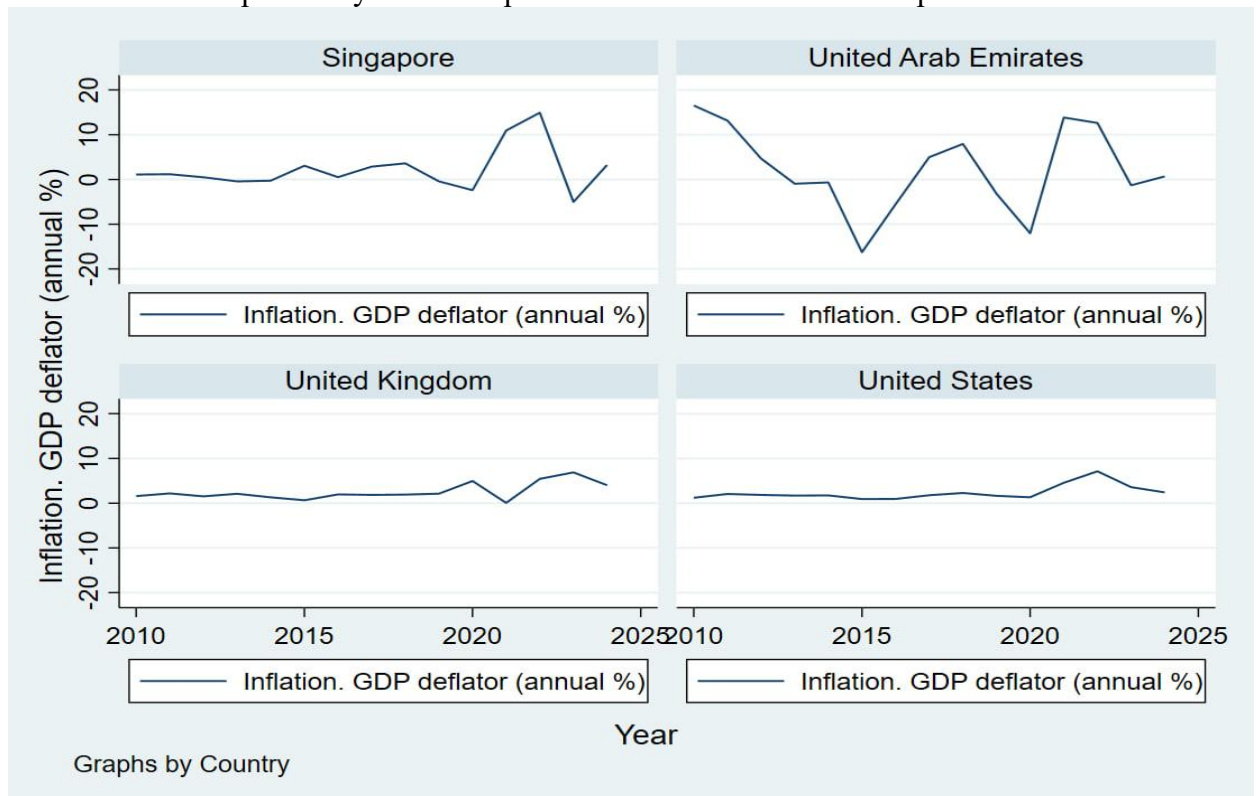 Singapore
United Arab Emirates
Inflation. GDP deflator (annual %)
20
10
0
-10
-20
Inflation. GDP deflator (annual %)
Inflation. GDP deflator (annual %)
United Kingdom
United States
20
10
0
-10
-20
2010 2015 2020 2025
2010 2015 2020 2025
Inflation. GDP deflator (annual %)
Inflation. GDP deflator (annual %)
Year
Graphs by Country